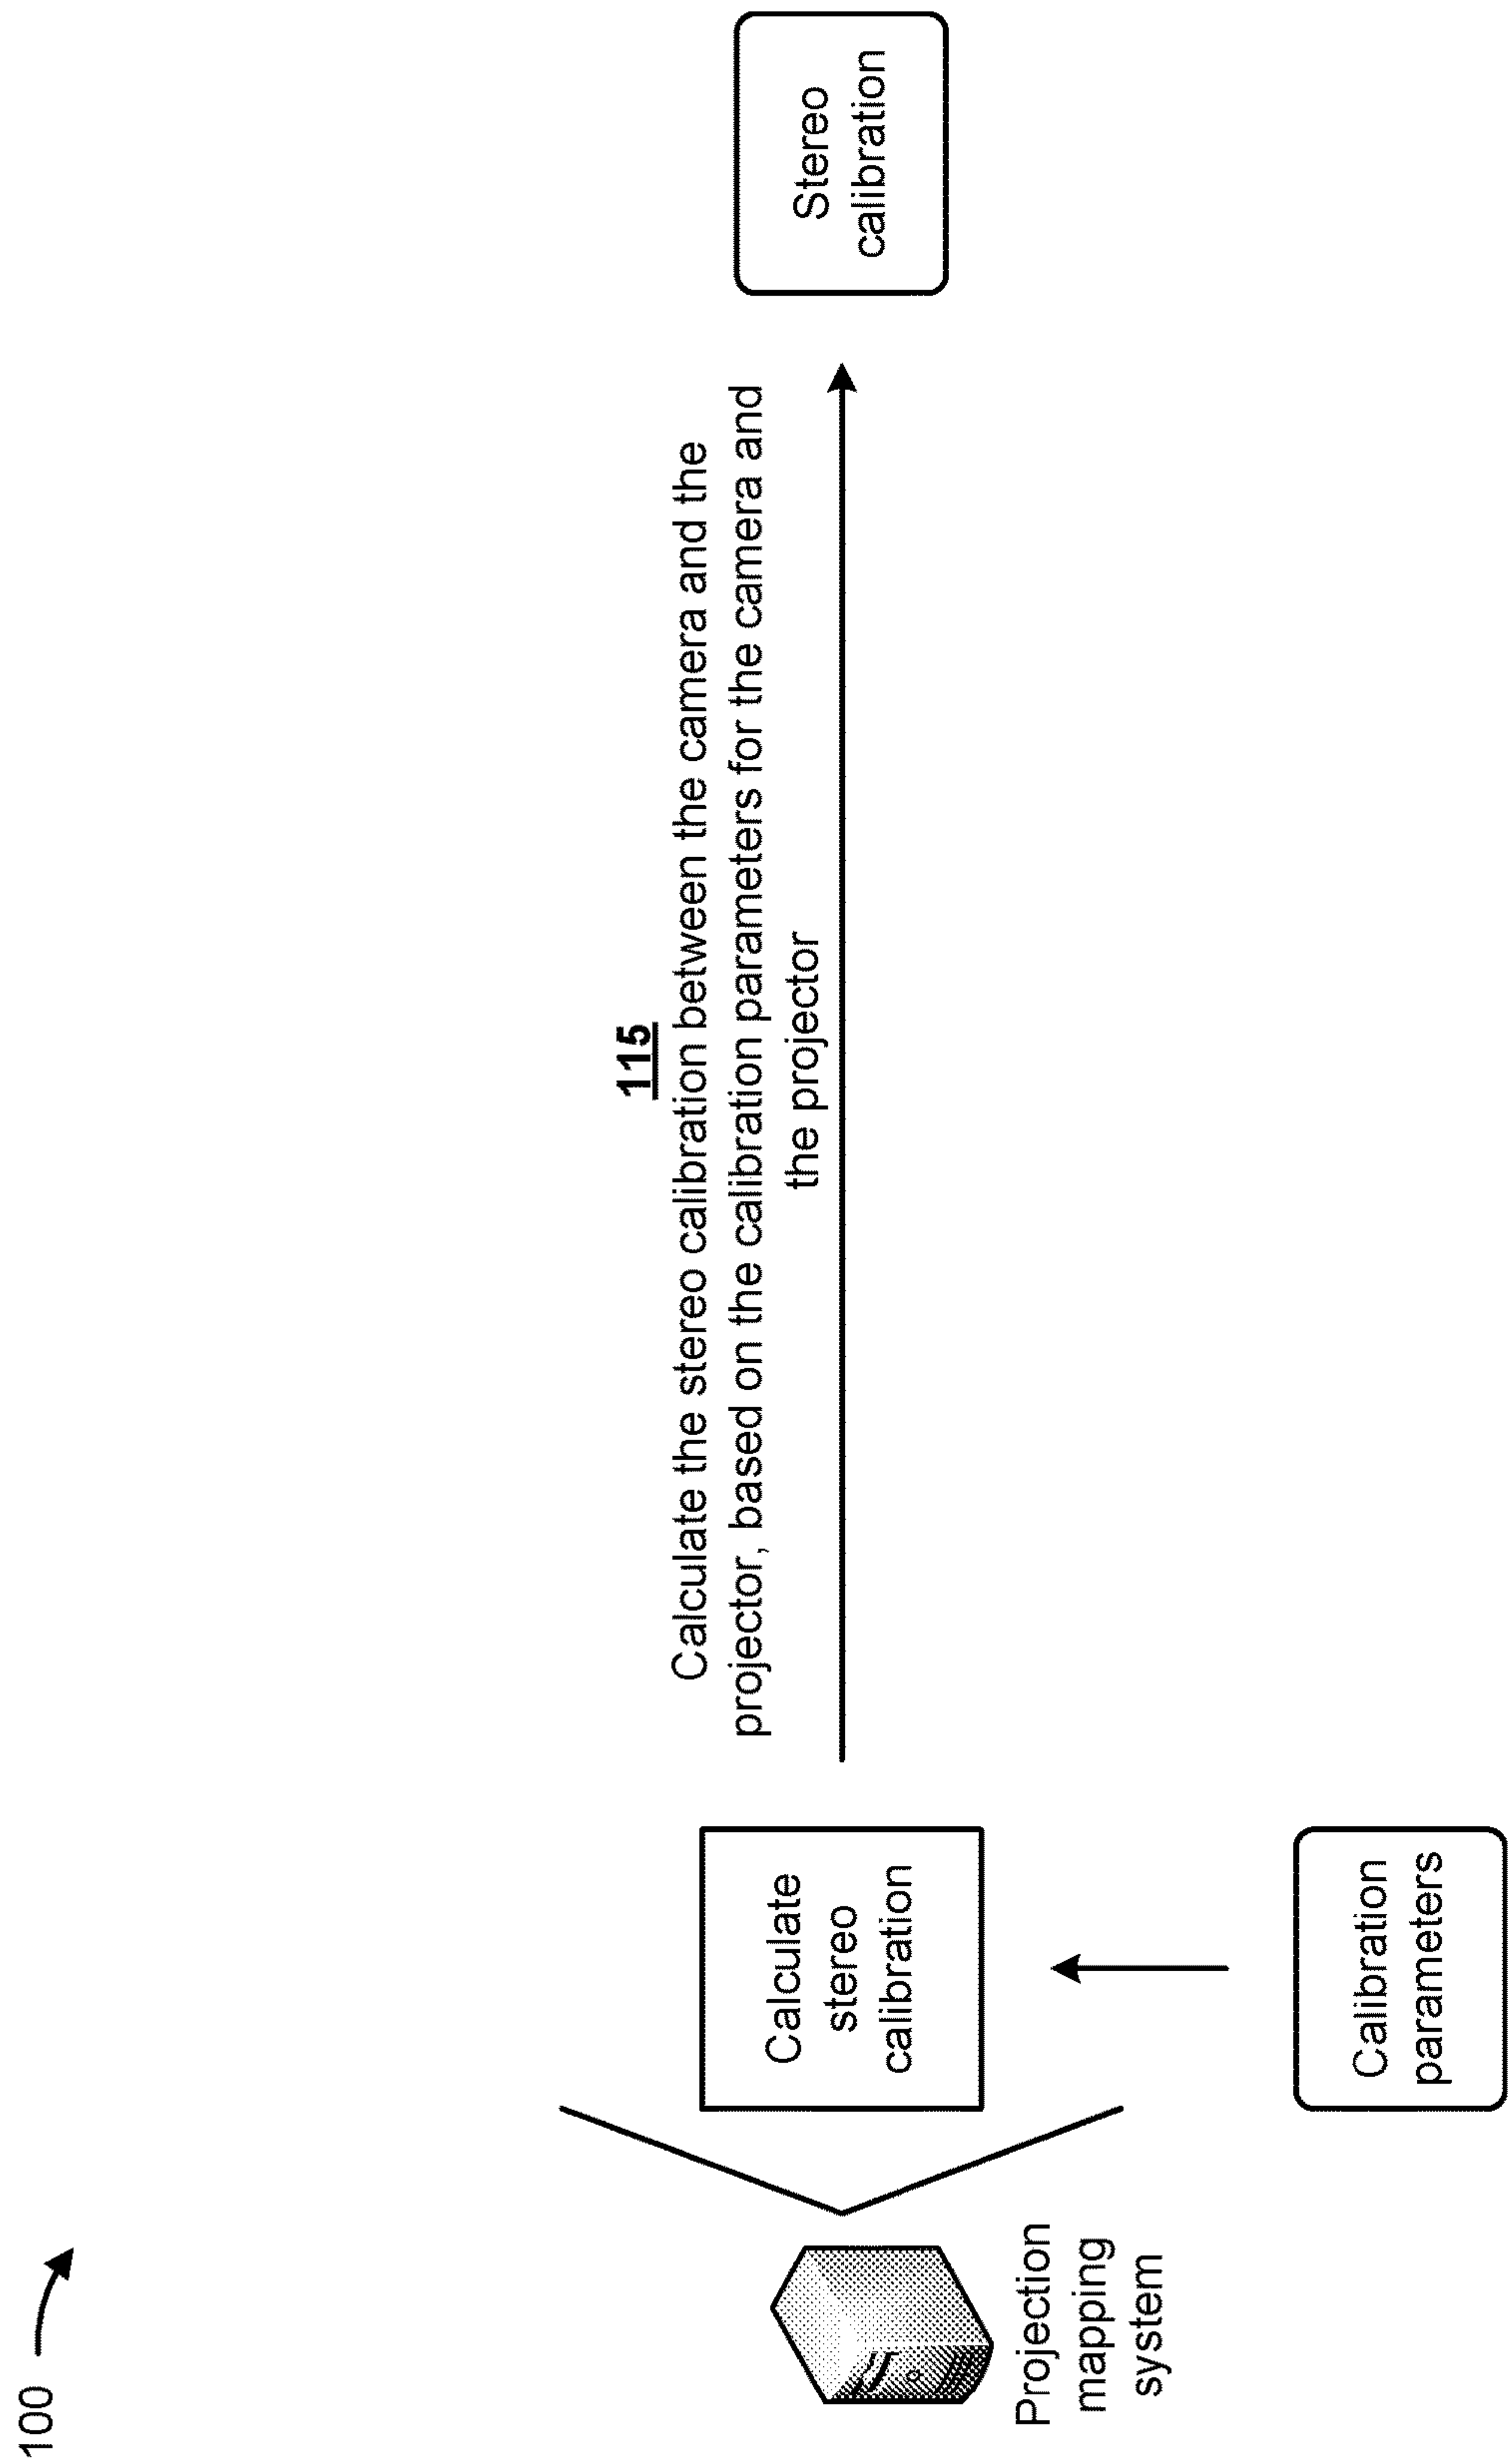 100
115
Calculate the stereo calibration between the camera and the
projector, based on the calibration parameters for the camera and
the projector
Stereo
calibration
Calculate
stereo
calibration
Projection
mapping
system
Calibration
parameters